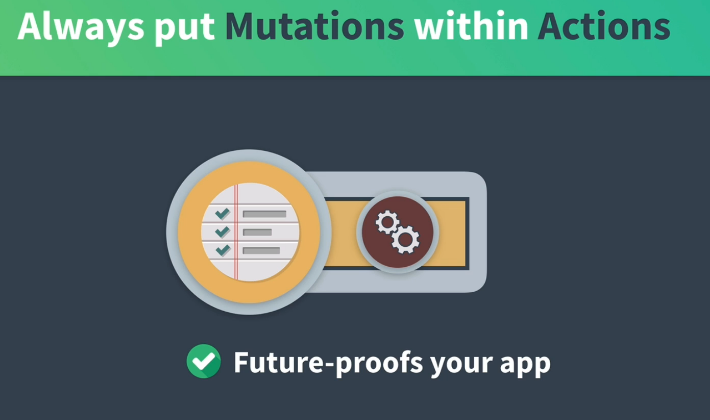 Always put Mutations within Actions
Future-proofs your app